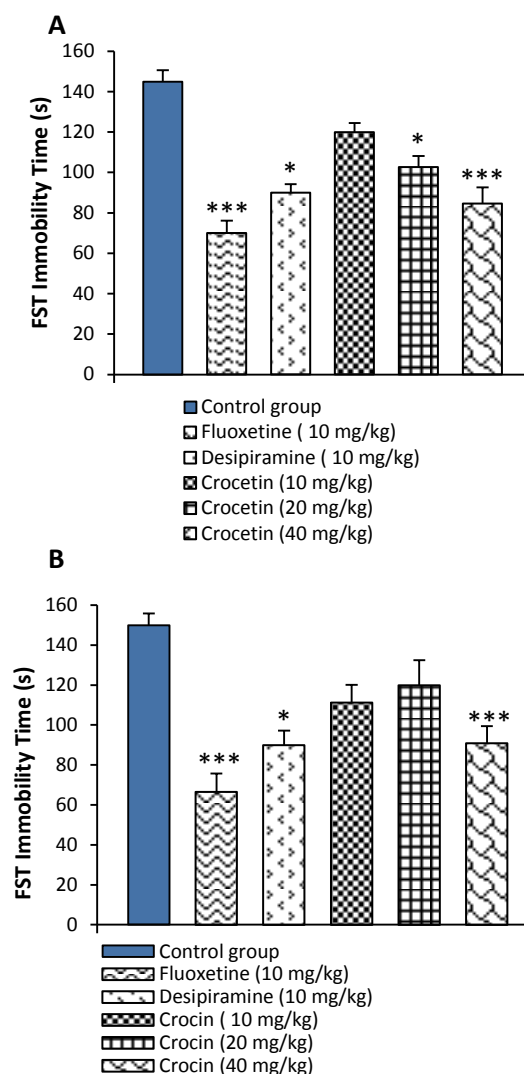 A
FST Immobility Time (s)
160
140
120
100
80
60
40
20
0
***
*
*
***
Control group
Fluoxetine ( 10 mg/kg)
Desipiramine ( 10 mg/kg)
Crocetin (10 mg/kg)
Crocetin (20 mg/kg)
Crocetin (40 mg/kg)
B
FST Immobility Time (s)
160
140
120
100
80
60
40
20
0
***
*
***
Control group
Fluoxetine (10 mg/kg)
Desipiramine (10 mg/kg)
Crocin ( 10 mg/kg)
Crocin (20 mg/kg)
Crocin (40 mg/kg)